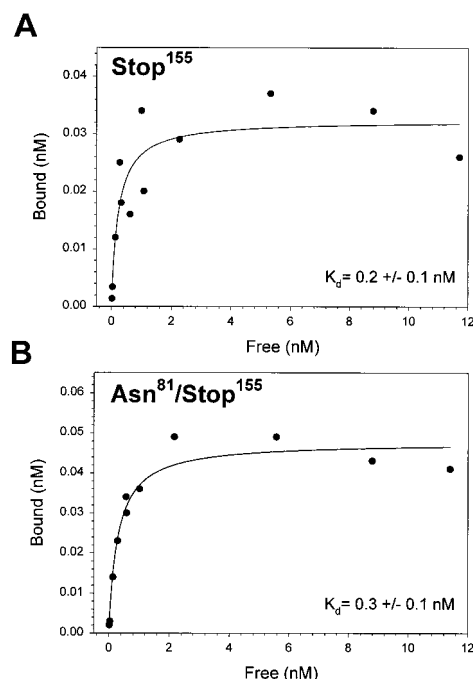 A
Stop¹⁵⁵
0.04
0.03
0.02
0.01
0.00
Bound (nM)
K_d= 0.2 +/- 0.1 nM
0 2 4 6 8 10 12
Free (nM)
B
Asn⁸¹/Stop¹⁵⁵
0.06
0.05
0.04
0.03
0.02
0.01
0.00
Bound (nM)
K_d= 0.3 +/- 0.1 nM
0 2 4 6 8 10 12
Free (nM)